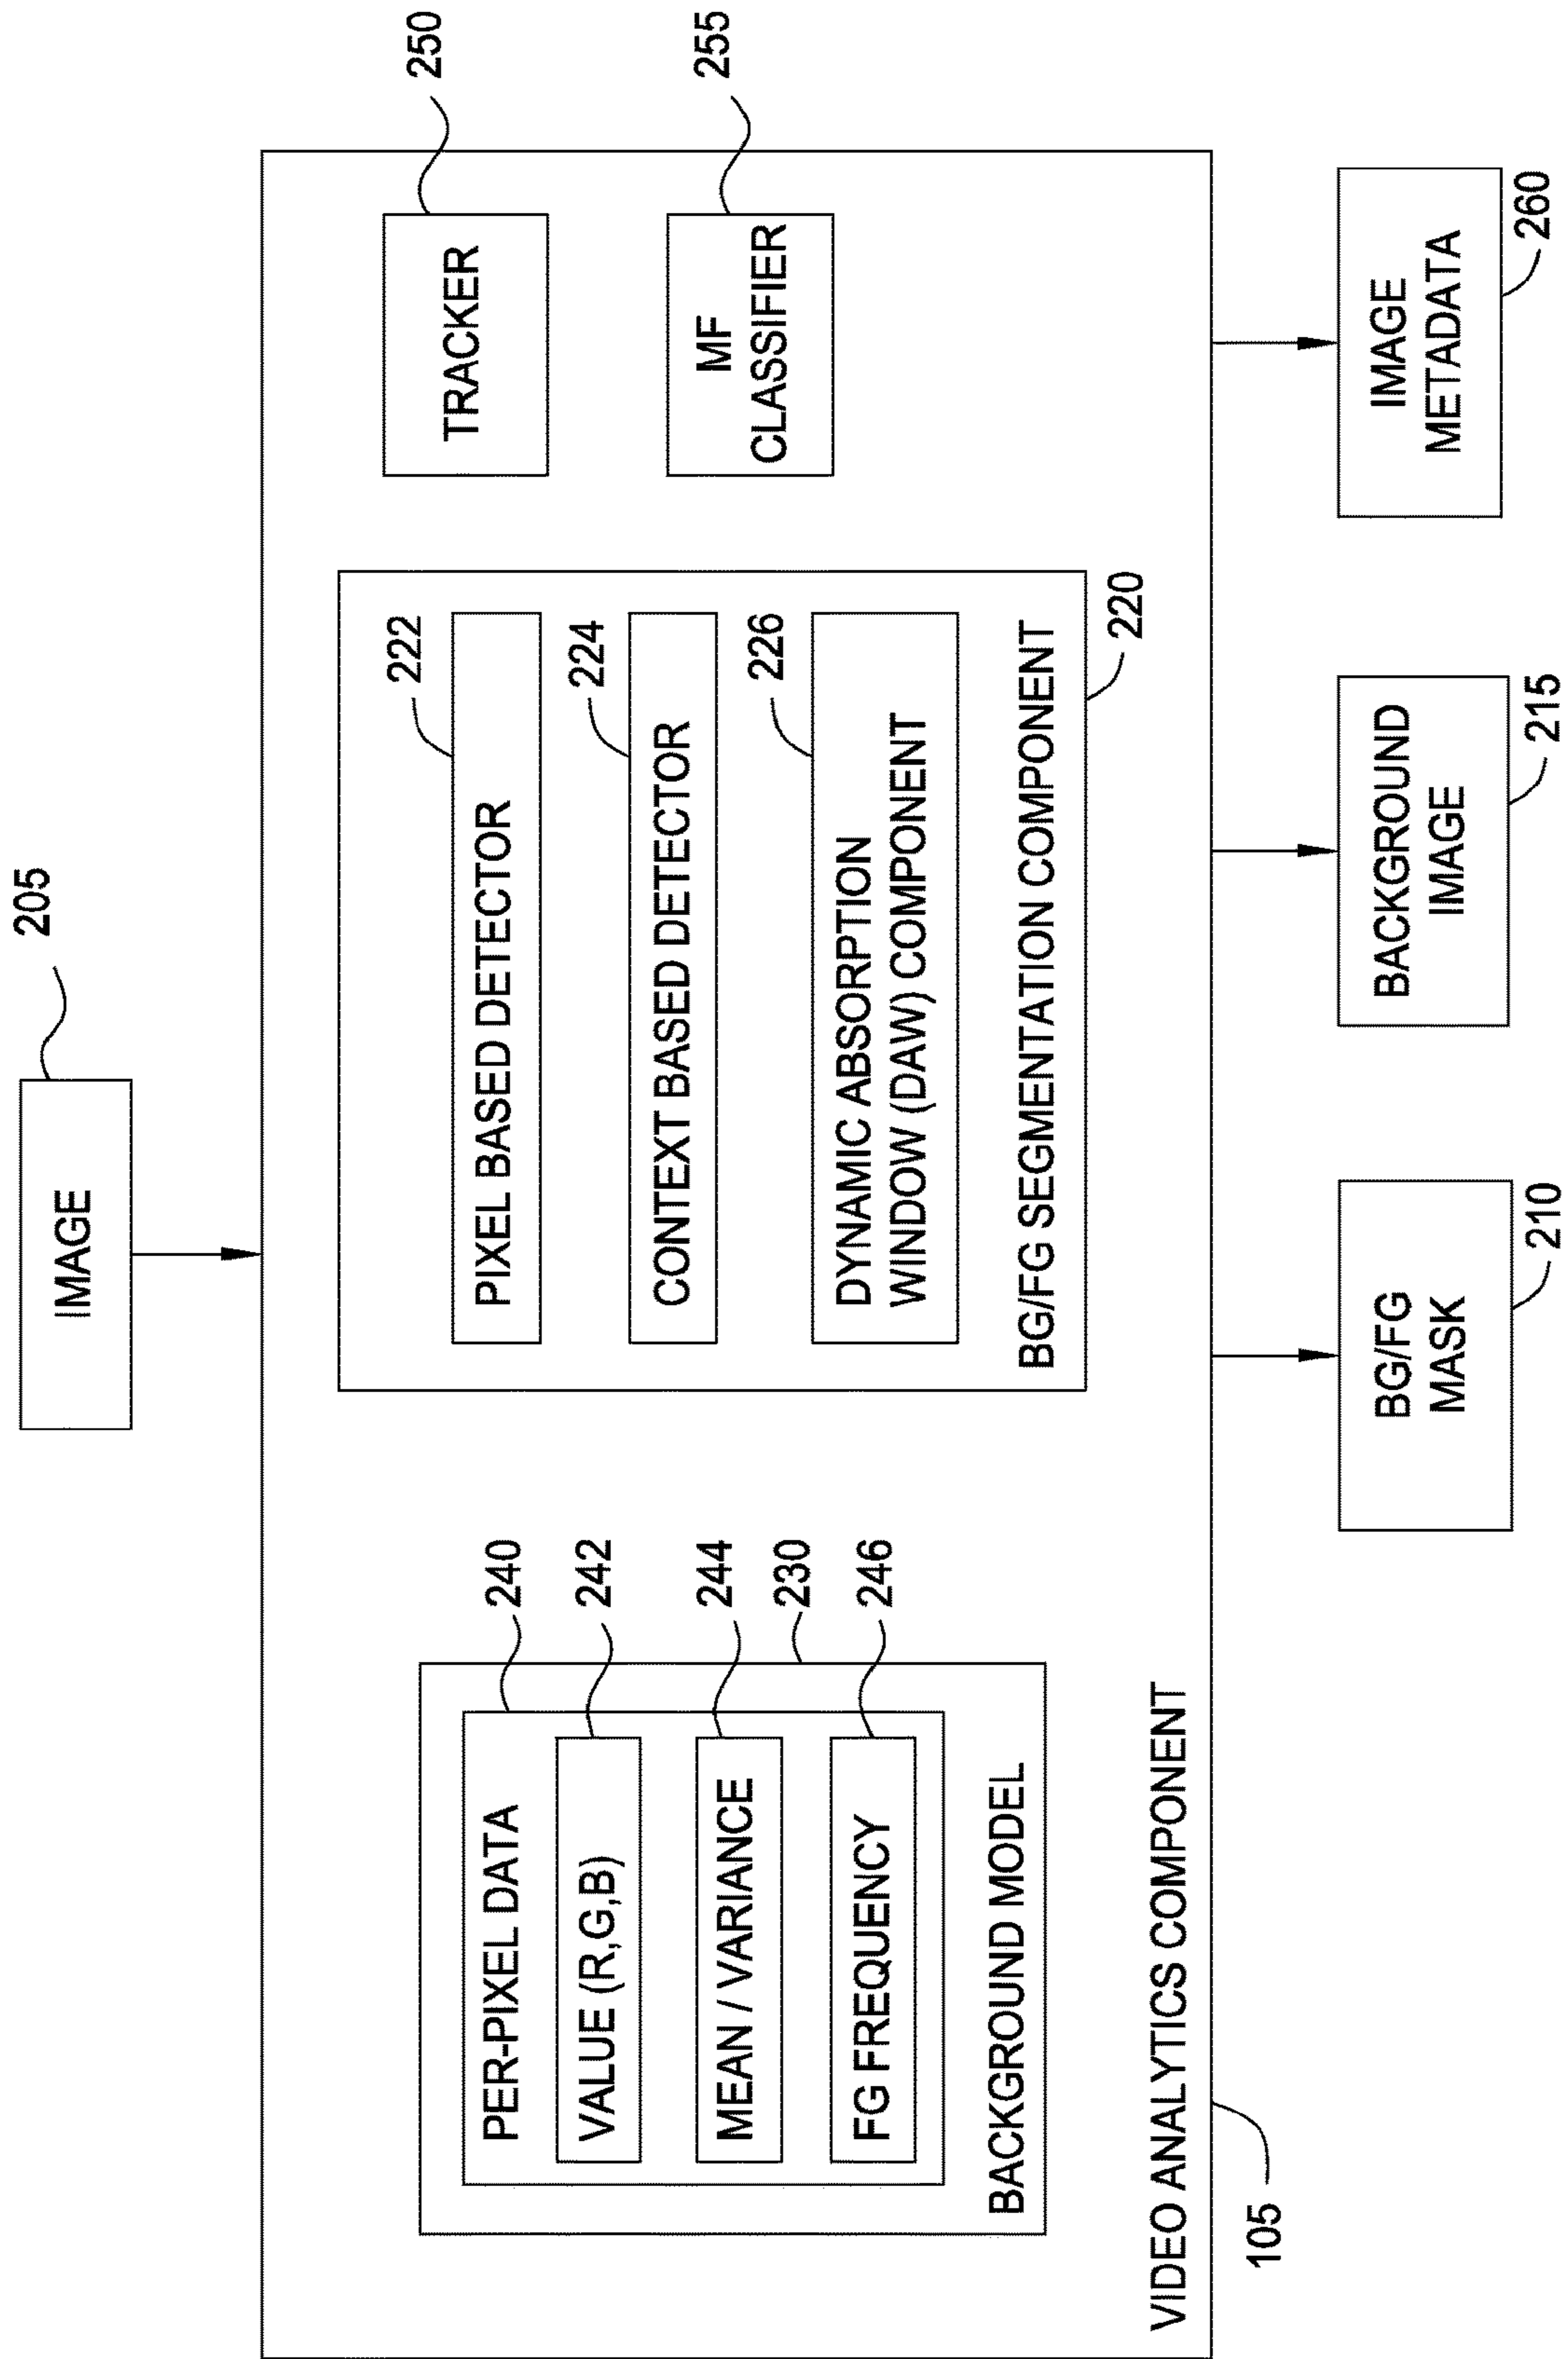 205
IMAGE
240
PER-PIXEL DATA
242
VALUE (R,G,B)
244
MEAN / VARIANCE
230
246
FG FREQUENCY
BACKGROUND MODEL
222
PIXEL BASED DETECTOR
224
CONTEXT BASED DETECTOR
226
DYNAMIC ABSORPTION
WINDOW (DAW) COMPONENT
BG/FG SEGMENTATION COMPONENT
220
250
TRACKER
255
MF
CLASSIFIER
VIDEO ANALYTICS COMPONENT
105
BG/FG
MASK
210
BACKGROUND
IMAGE
215
IMAGE
METADATA
260